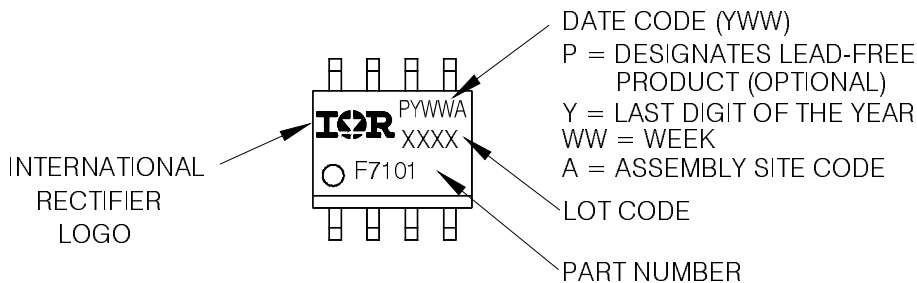 DATE CODE (YWW)
P = DESIGNATES LEAD-FREE
PRODUCT (OPTIONAL)
Y = LAST DIGIT OF THE YEAR
WW = WEEK
A = ASSEMBLY SITE CODE
LOT CODE
PART NUMBER
INTERNATIONAL
RECTIFIER
LOGO
PYWWA
IOR
XXXX
F7101